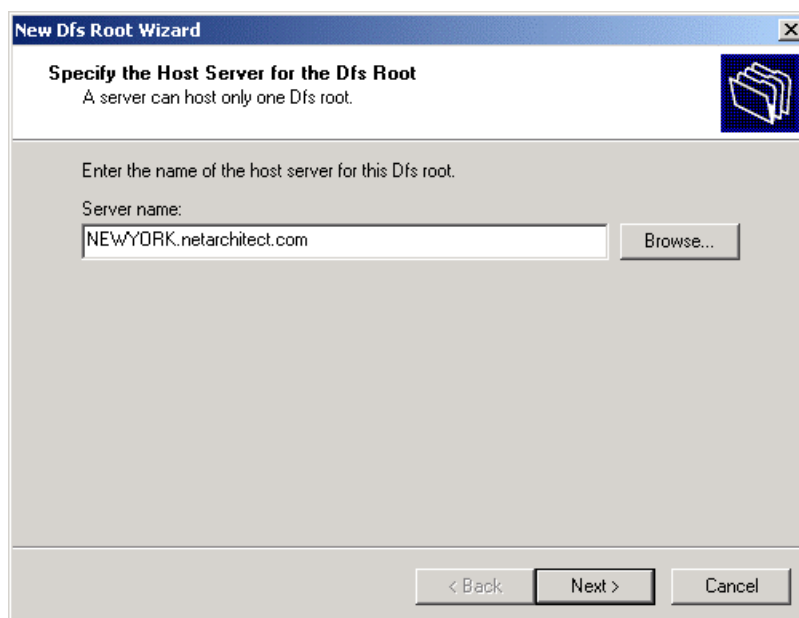 New Dfs Root Wizard
Specify the Host Server for the Dfs Root
A server can host only one Dfs root.
Enter the name of the host server for this Dfs root.
Server name:
NEWYORK.netarchitect.com
Browse...
< Back
Next >
Cancel